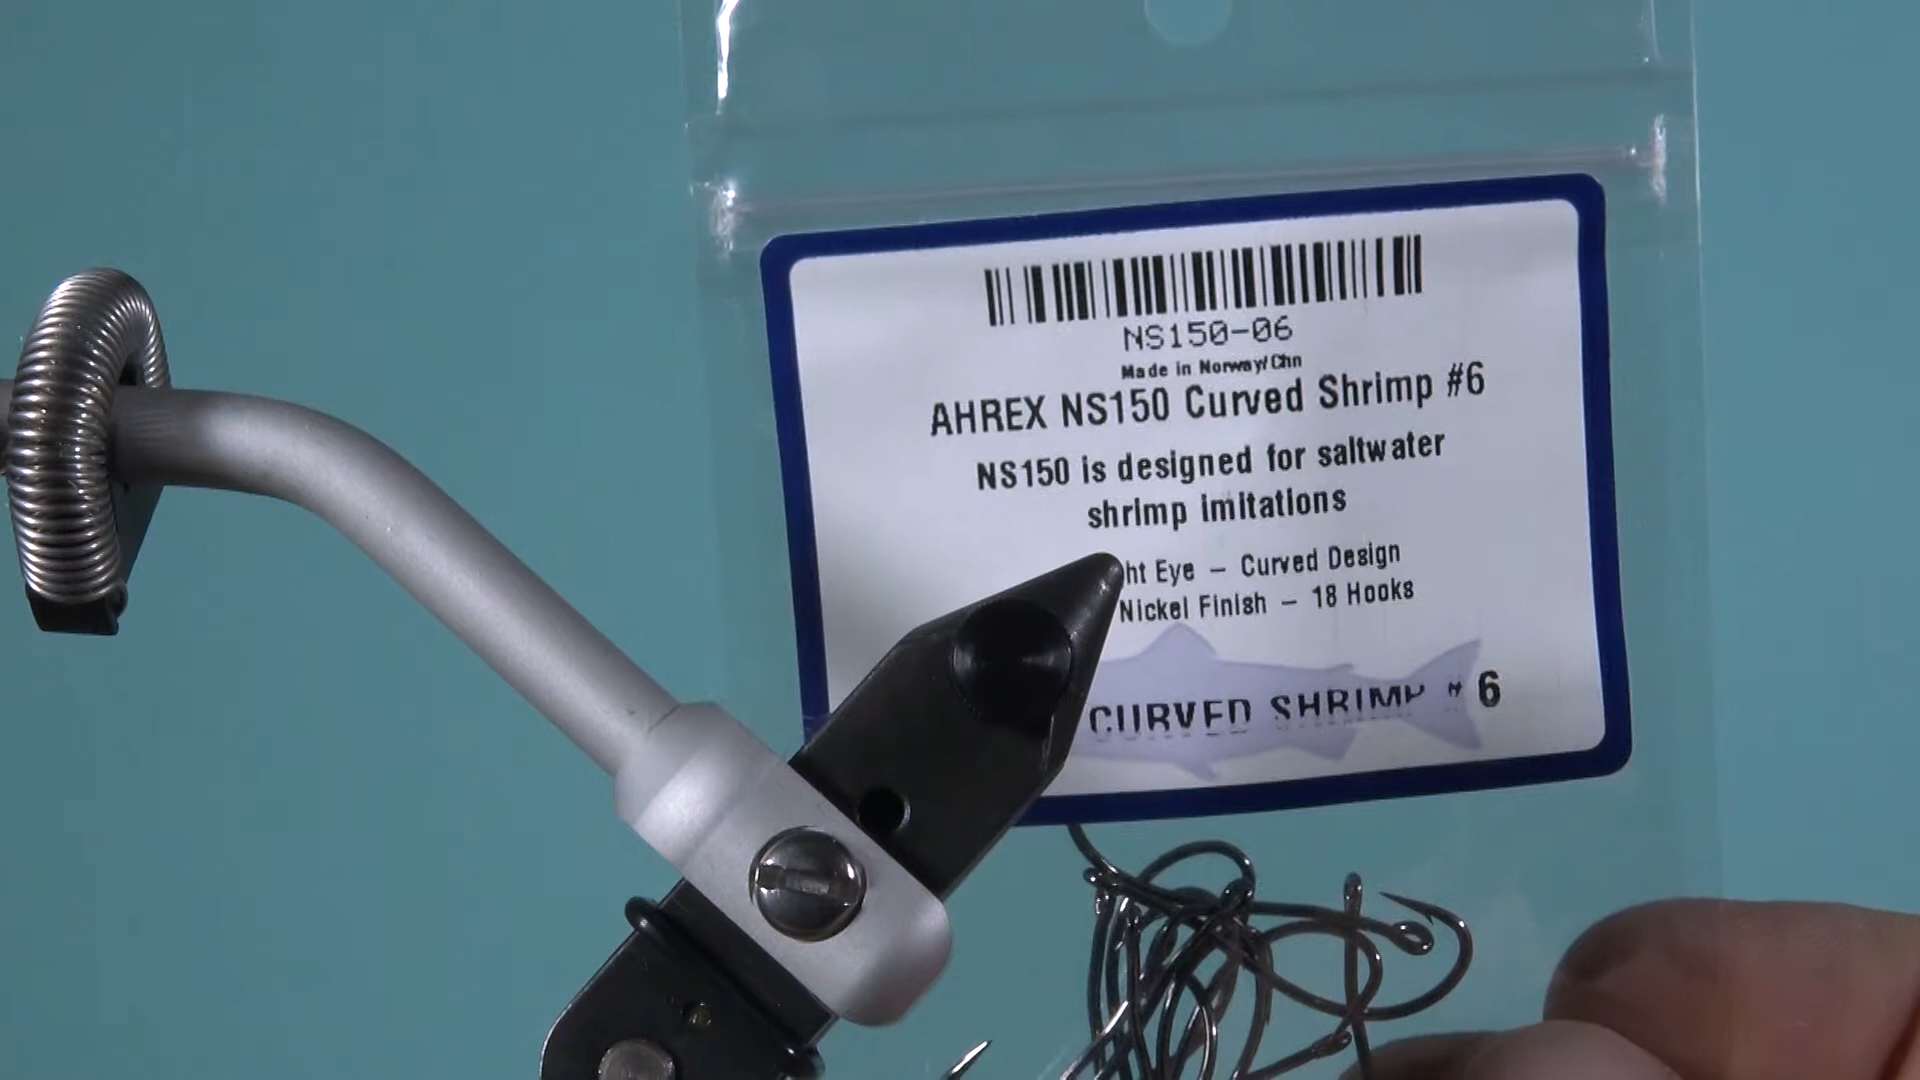 NS150-06
Made in Norway/Chn
AHREX NS150 Curved Shrimp #6
NS150 is designed for saltwater
shrimp imitations
ht Eye – Curved Design
Nickel Finish – 18 Hooks
CURVED SHRIMP # 6